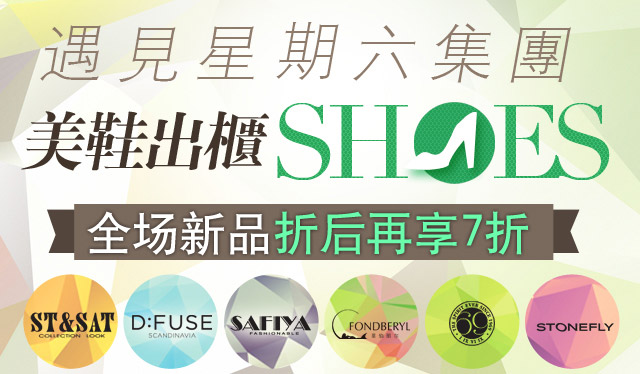 遇見星期六集團
美鞋出櫃 SHOES
全场新品折后再享7折
ST&SAT
COLLECTION LOOK
D:FUSE
SCANDINAVIA
SAFIYA
FASHIONABLE
FONDBERYL
STONEFLY